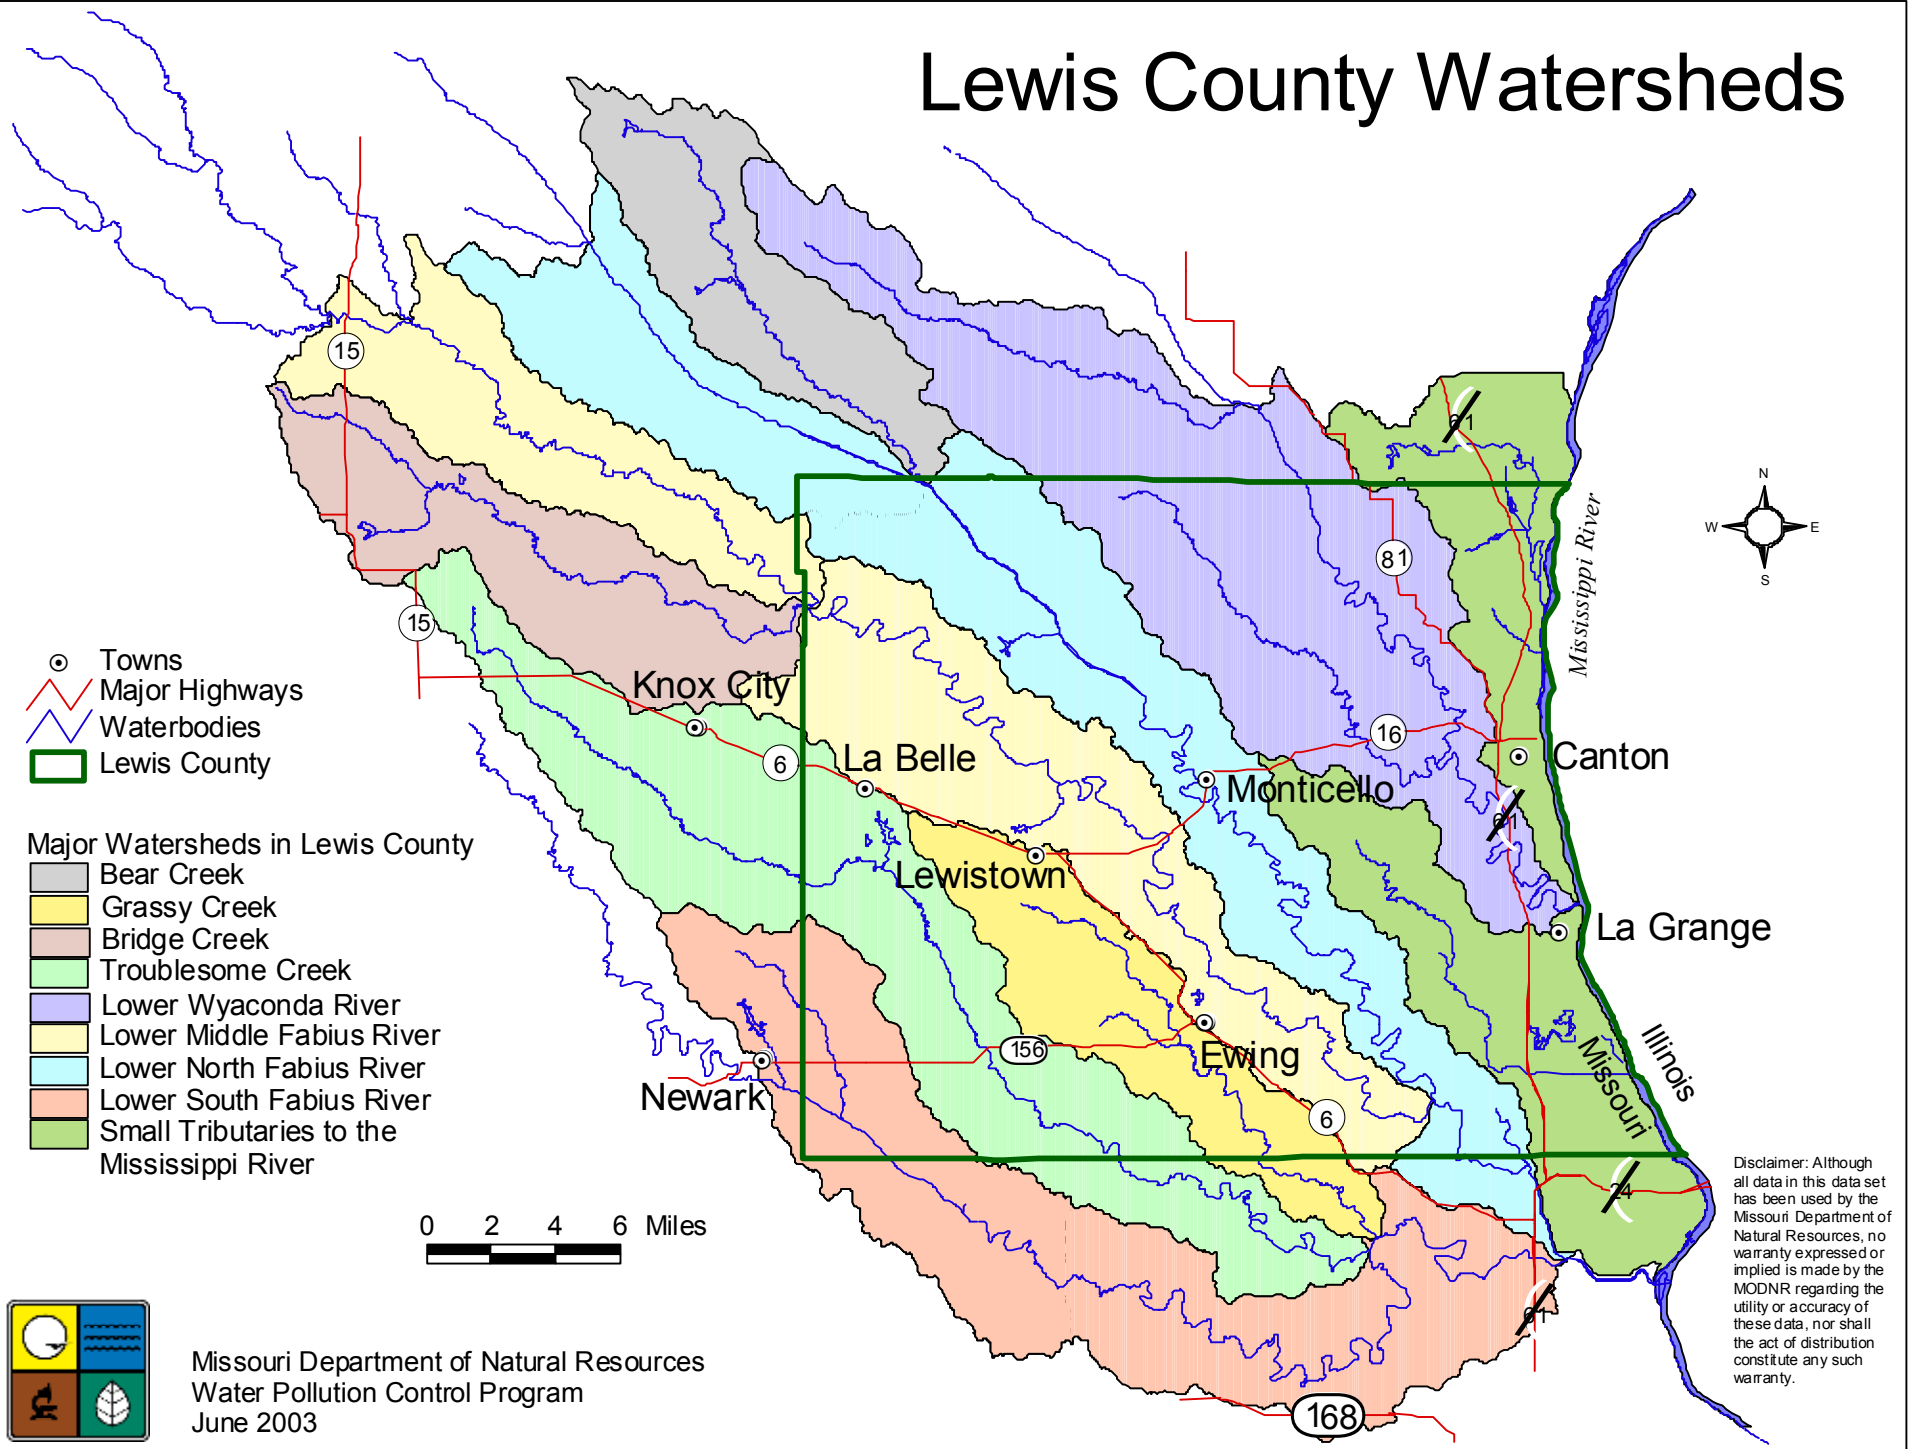 Lewis County Watersheds
15
61
N
W
E
S
Mississippi River
81
15
Towns
Major Highways
Waterbodies
Lewis County
Knox City
6
La Belle
16
Canton
Monticello
61
Lewistown
La Grange
Major Watersheds in Lewis County
Bear Creek
Grassy Creek
Bridge Creek
Troublesome Creek
Lower Wyaconda River
Lower Middle Fabius River
Lower North Fabius River
Lower South Fabius River
Small Tributaries to the
Mississippi River
156
Ewing
Newark
6
Missouri
Illinois
24
0 2 4 6 Miles
61
168
Disclaimer: Although
all data in this data set
has been used by the
Missouri Department of
Natural Resources, no
warranty expressed or
implied is made by the
MODNR regarding the
utility or accuracy of
these data, nor shall
the act of distribution
constitute any such
warranty.
Missouri Department of Natural Resources
Water Pollution Control Program
June 2003